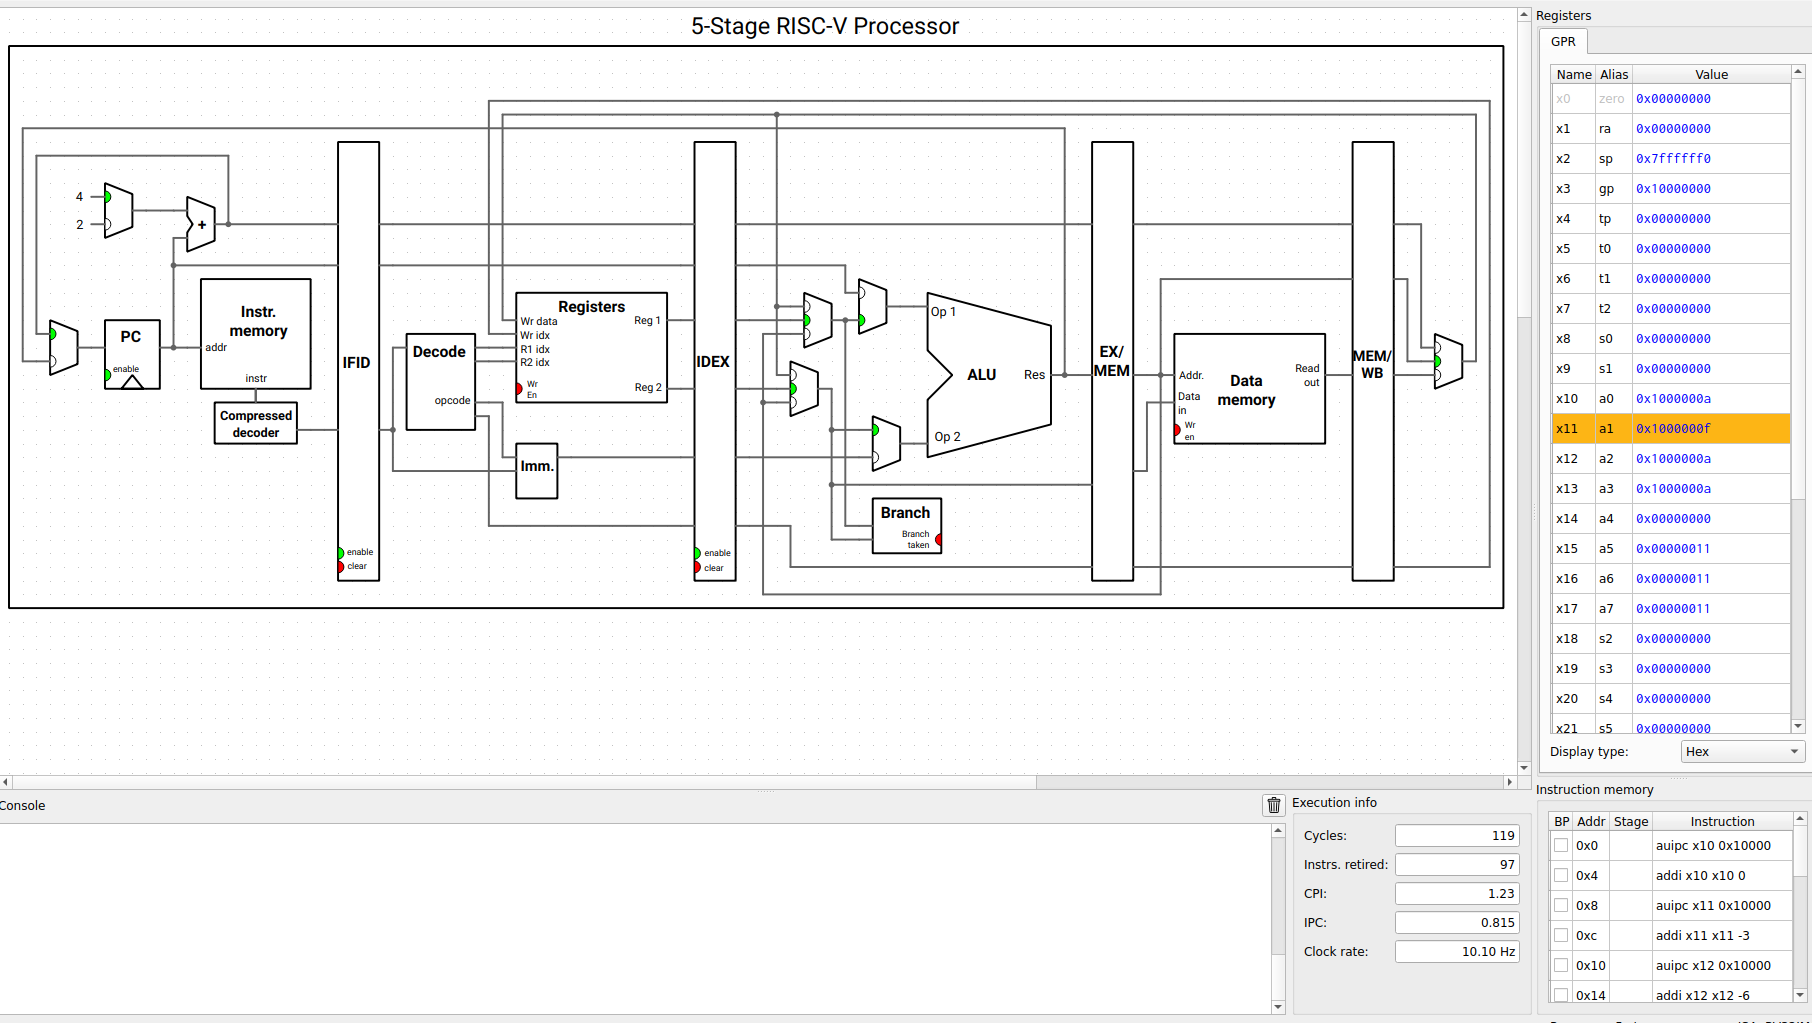 5-Stage RISC-V Processor
4
2
+
PC
enable
Instr.
memory
addr
instr
Compressed
decoder
IFID
enable
clear
Decode
opcode
Registers
Wr data
Wr idx
R1 idx
R2 idx
Wr
En
Reg 1
Reg 2
Imm.
IDEX
enable
clear
Op 1
ALU
Res
Op 2
Branch
Branch
taken
EX/
MEM
Addr.
Data
in
Wr
en
Data
memory
Read
out
MEM/
WB
Registers
GPR
Name Alias Value
x0 zero 0x00000000
x1 ra 0x00000000
x2 sp 0x7ffffff0
x3 gp 0x10000000
x4 tp 0x00000000
x5 t0 0x00000000
x6 t1 0x00000000
x7 t2 0x00000000
x8 s0 0x00000000
x9 s1 0x00000000
x10 a0 0x1000000a
x11 a1 0x1000000f
x12 a2 0x1000000a
x13 a3 0x1000000a
x14 a4 0x00000000
x15 a5 0x00000011
x16 a6 0x00000011
x17 a7 0x00000011
x18 s2 0x00000000
x19 s3 0x00000000
x20 s4 0x00000000
x21 s5 0x00000000
Display type: Hex
Console
Execution info
Cycles: 119
Instrs. retired: 97
CPI: 1.23
IPC: 0.815
Clock rate: 10.10 Hz
Instruction memory
BP Addr Stage Instruction
0x0 auipc x10 0x10000
0x4 addi x10 x10 0
0x8 auipc x11 0x10000
0xc addi x11 x11 -3
0x10 auipc x12 0x10000
0x14 addi x12 x12 -6